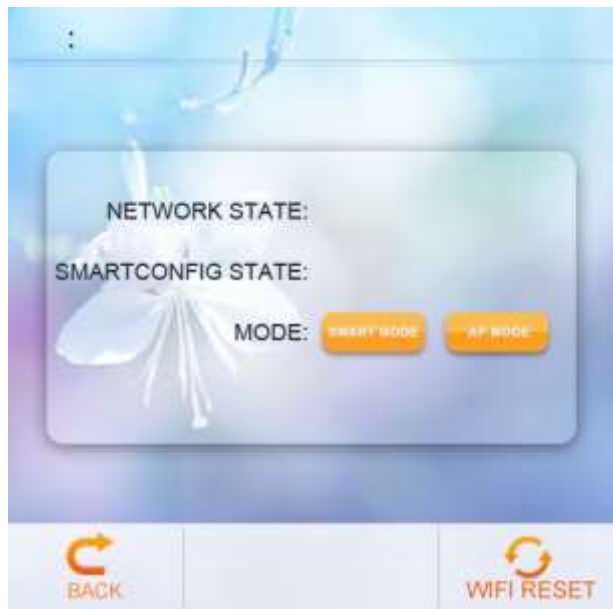 :
NETWORK STATE:
SMARTCONFIG STATE:
MODE: SMART MODE AP MODE
BACK WIFI RESET